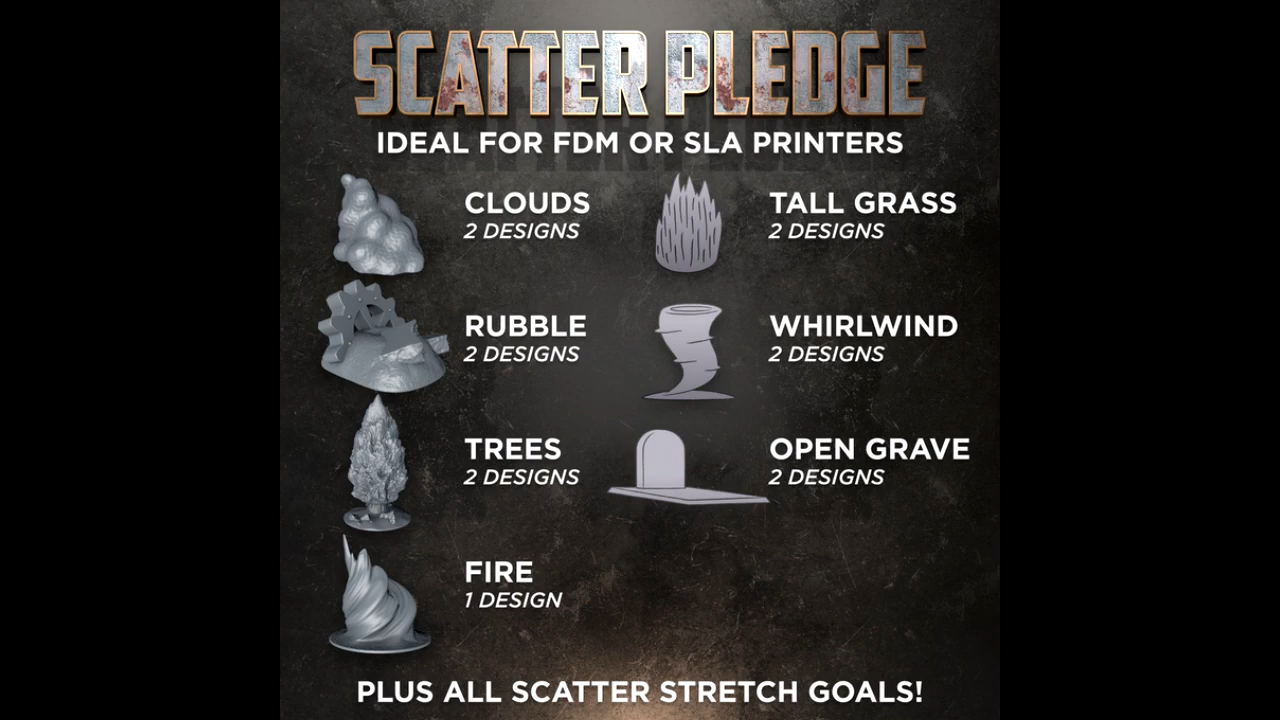 SCATTER PLEDGE
IDEAL FOR FDM OR SLA PRINTERS
CLOUDS
2 DESIGNS
RUBBLE
2 DESIGNS
TREES
2 DESIGNS
FIRE
1 DESIGN
TALL GRASS
2 DESIGNS
WHIRLWIND
2 DESIGNS
OPEN GRAVE
2 DESIGNS
PLUS ALL SCATTER STRETCH GOALS!